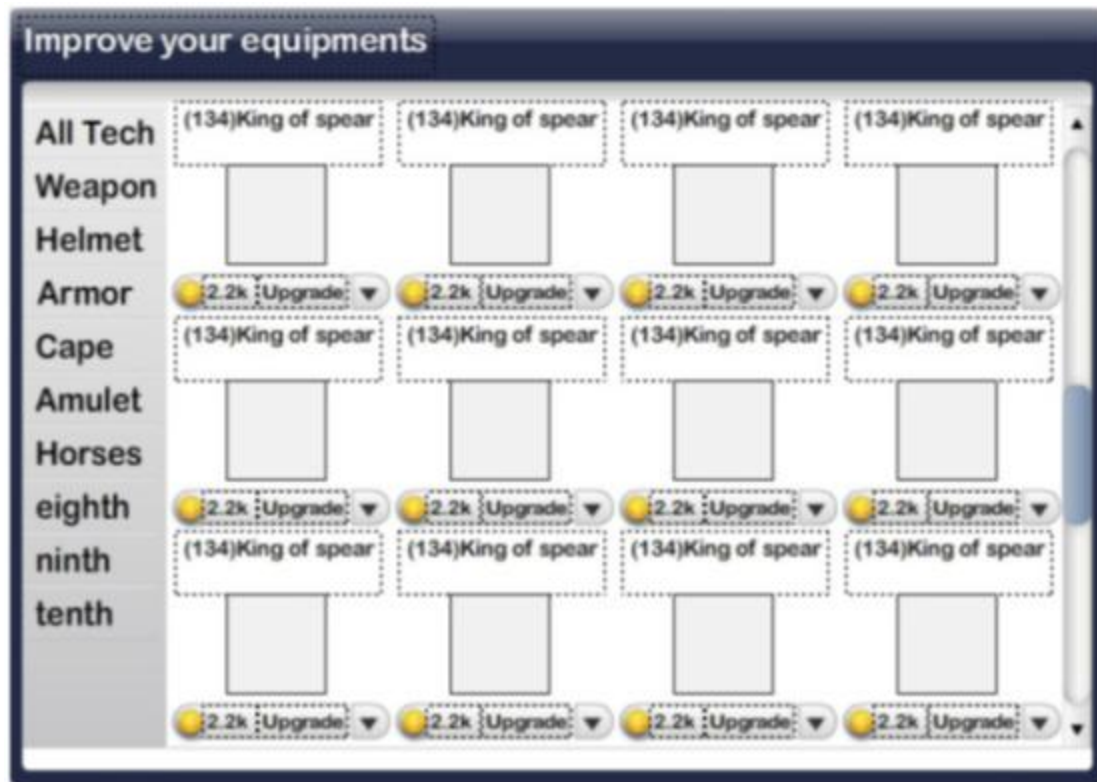 Improve your equipments
All Tech
Weapon
Helmet
Armor
Cape
Amulet
Horses
eighth
ninth
tenth
(134)King of spear (134)King of spear (134)King of spear (134)King of spear
2.2k Upgrade 2.2k Upgrade 2.2k Upgrade 2.2k Upgrade
(134)King of spear (134)King of spear (134)King of spear (134)King of spear
2.2k Upgrade 2.2k Upgrade 2.2k Upgrade 2.2k Upgrade
(134)King of spear (134)King of spear (134)King of spear (134)King of spear
2.2k Upgrade 2.2k Upgrade 2.2k Upgrade 2.2k Upgrade